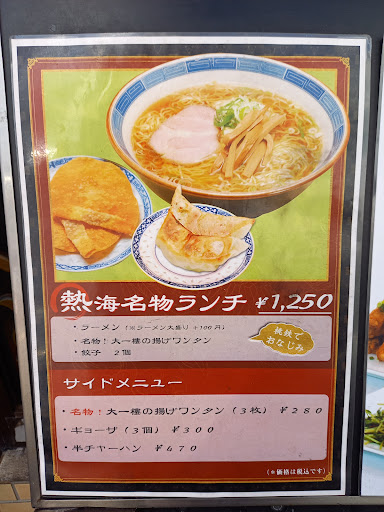 熱海名物ランチ ¥1,250
・ラーメン(※ラーメン大盛り +100円)
・名物!大一樓の揚げワンタン
・餃子 2個
桃鉄で
おなじみ
サイドメニュー
・名物!大一樓の揚げワンタン(3枚)¥280
・ギョーザ(3個)¥300
・半チャーハン ¥470
(※価格は税込です)